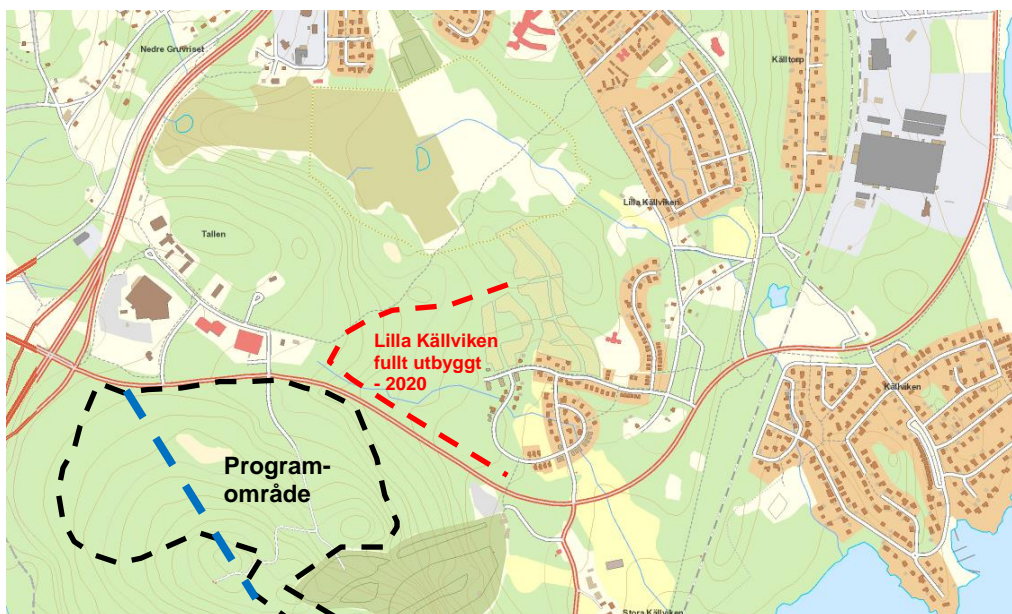 Nedre Gruvriset
Källtorp
Lilla Källviken
Tallen
Lilla Källviken
fullt utbyggt
- 2020
Källviken
Program-
område
Stora Källviken